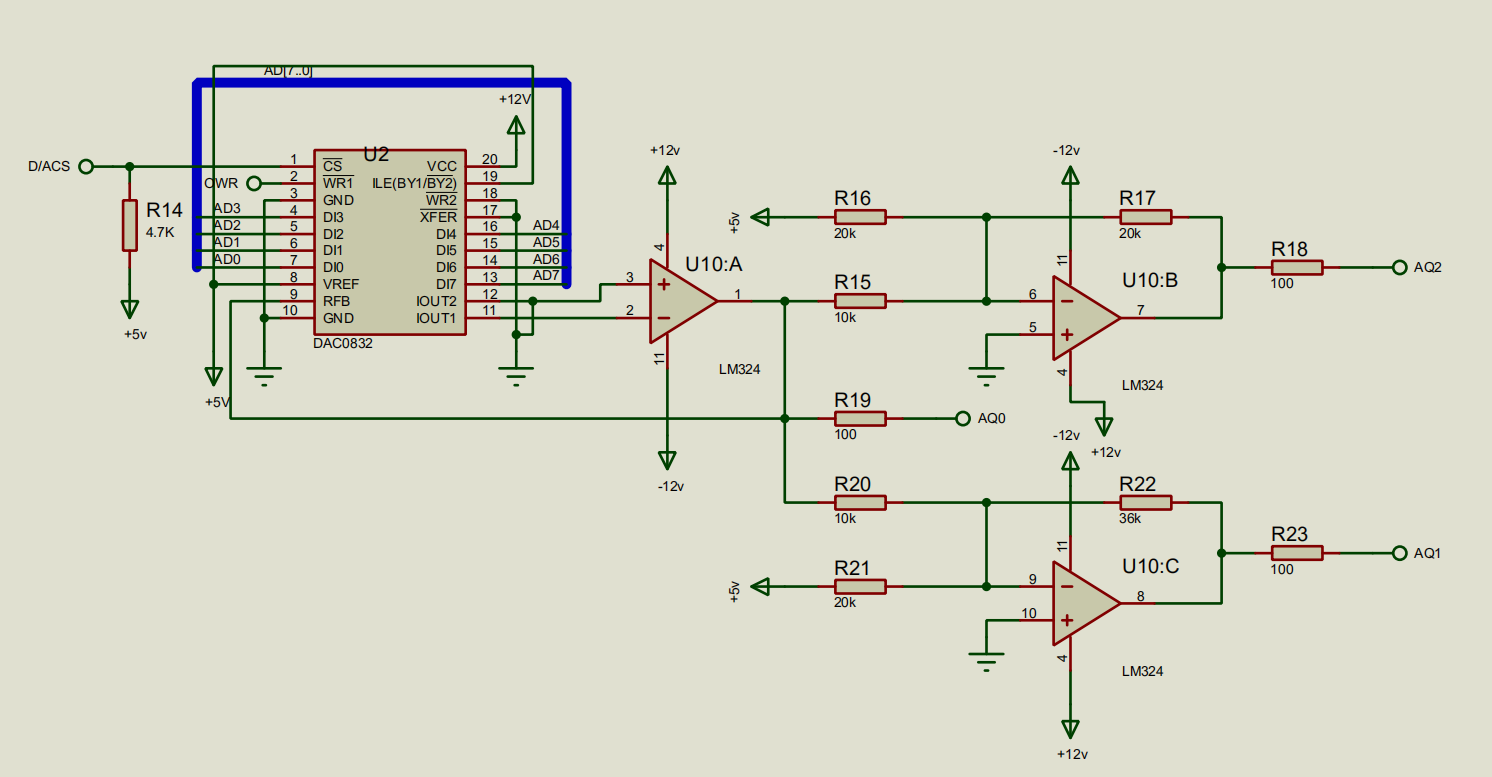 AD[7..0]
+12V
D/ACS
R14
4.7K
+5v
OWR
AD3
AD2
AD1
AD0
U2
1 CS
2 WR1
3 GND
4 DI3
5 DI2
6 DI1
7 DI0
8 VREF
9 RFB
10 GND
VCC 20
ILE(BY1/BY2) 19
WR2 18
XFER 17
DI4 16
DI5 15
DI6 14
DI7 13
IOUT2 12
IOUT1 11
AD4
AD5
AD6
AD7
DAC0832
+5V
+12v
4
U10:A
3
2
1
11
LM324
-12v
+5v
R16
20k
R15
10k
R19
100
AQ0
R20
10k
R21
20k
+5v
-12v
R17
20k
11
U10:B
6
5
7
4
LM324
+12v
R18
100
AQ2
-12v
R22
36k
11
U10:C
9
10
8
4
LM324
+12v
R23
100
AQ1